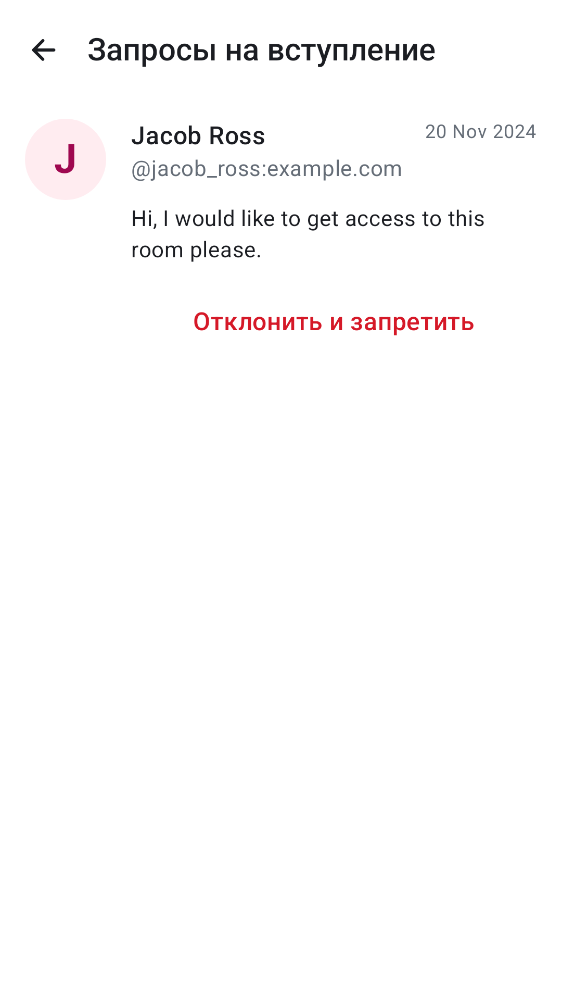 Запросы на вступление
J
Jacob Ross
20 Nov 2024
@jacob_ross:example.com
Hi, I would like to get access to this
room please.
Отклонить и запретить